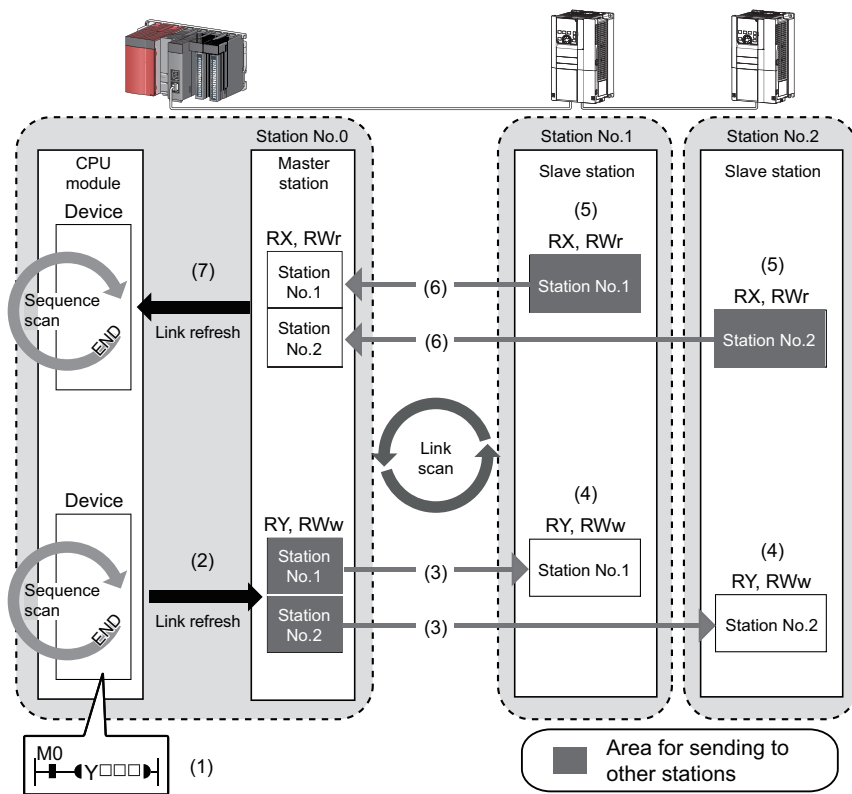 Station No.0
Station No.1
Station No.2
CPU
module
Master
station
Slave station
Slave station
Device
(5)
RX, RWr
(7)
RX, RWr
(5)
RX, RWr
Sequence
scan
END
Link refresh
Station
No.1
Station
No.2
(6)
(6)
Station No.1
Station No.2
Link
scan
Device
(4)
RY, RWw
(2)
RY, RWw
(4)
RY, RWw
Sequence
scan
END
Link refresh
Station
No.1
Station
No.2
(3)
(3)
Station No.1
Station No.2
M0
Y□□□
(1)
Area for sending to
other stations